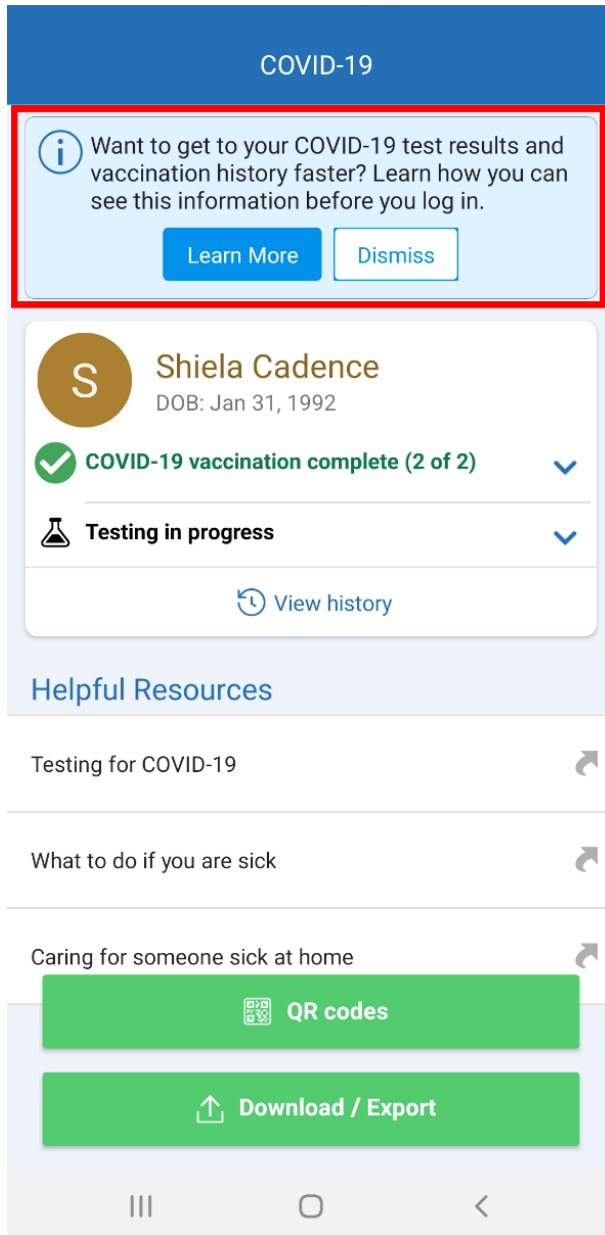 COVID-19
Want to get to your COVID-19 test results and
vaccination history faster? Learn how you can
see this information before you log in.
Learn More Dismiss
S
Shiela Cadence
DOB: Jan 31, 1992
COVID-19 vaccination complete (2 of 2)
Testing in progress
View history
Helpful Resources
Testing for COVID-19
What to do if you are sick
Caring for someone sick at home
QR codes
Download / Export